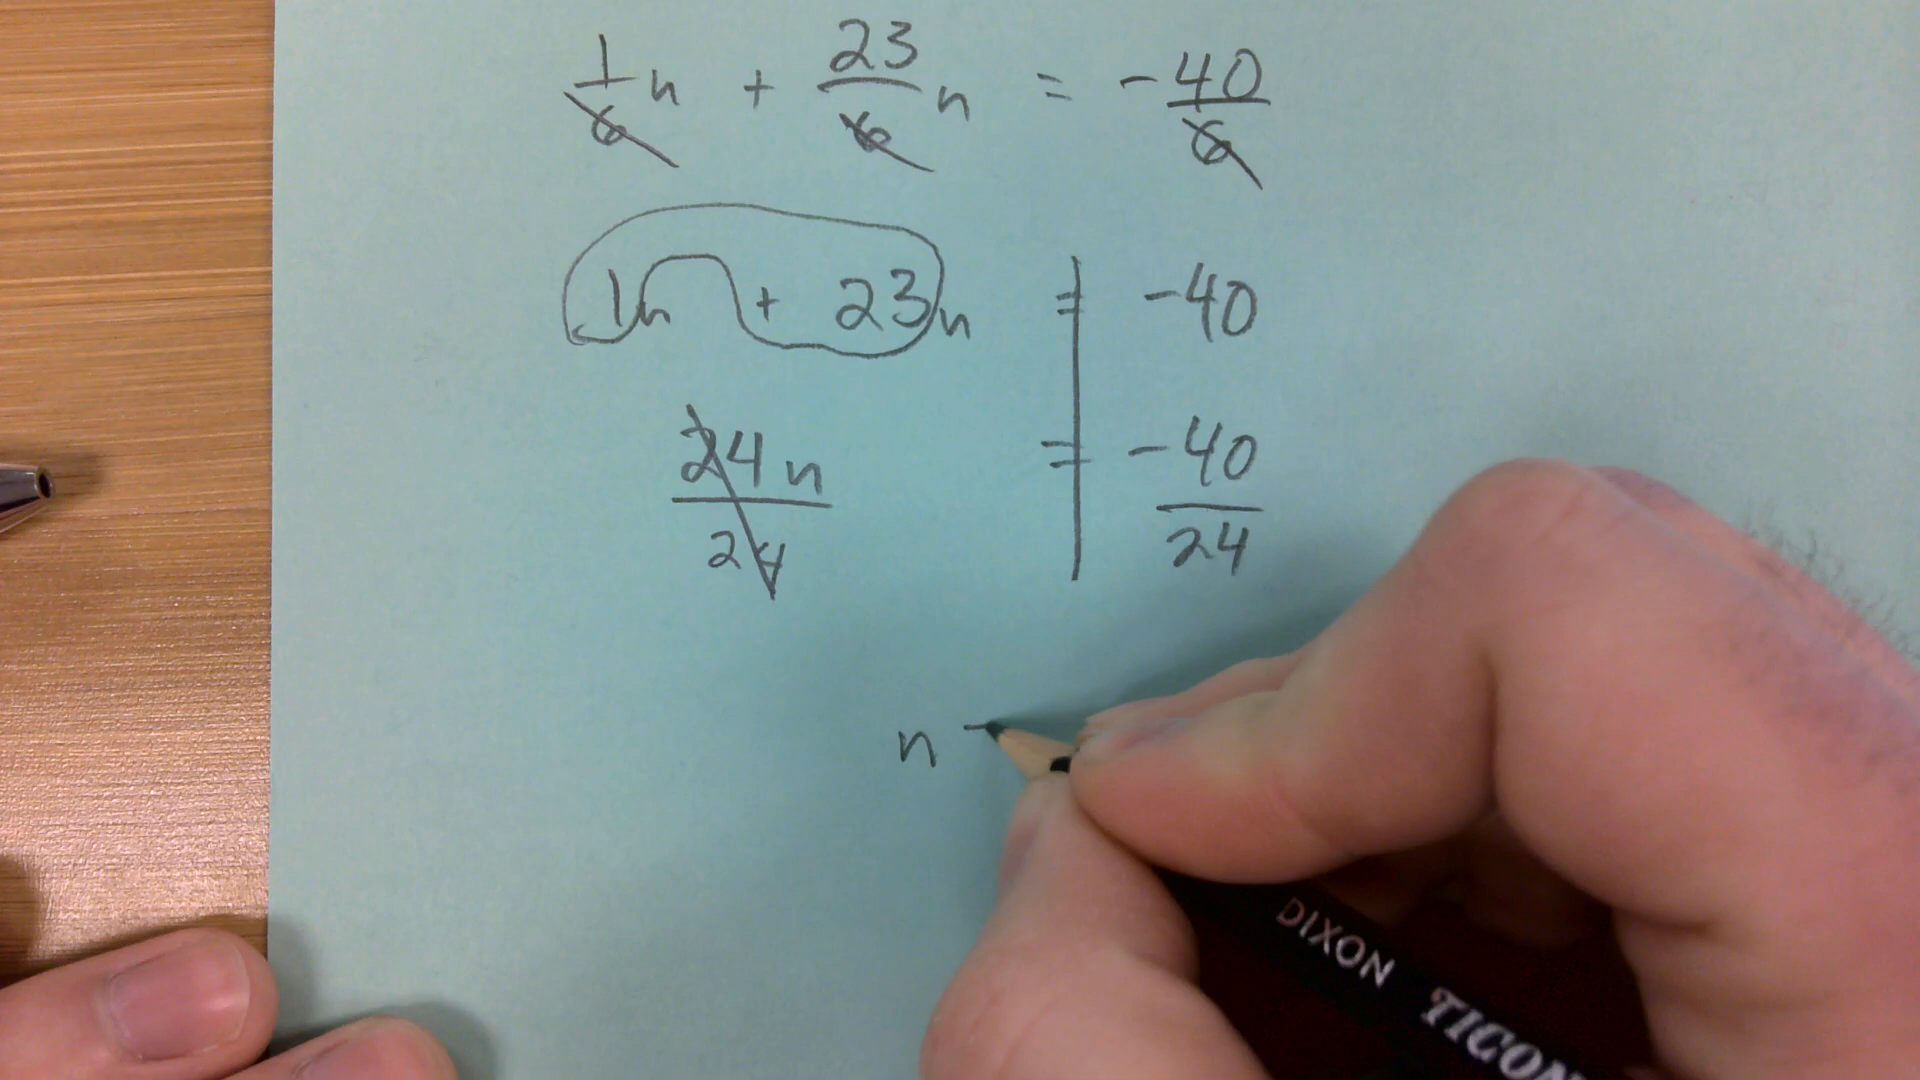 1/6 n + 23/6 n = -40/6
1n + 23n = -40
24n/24 = -40/24
n -
DIXON TICON